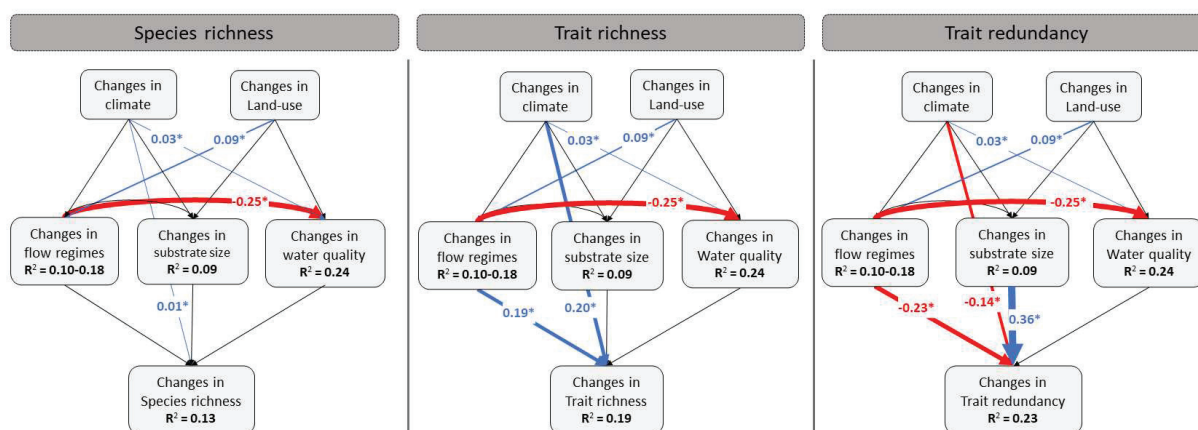 Species richness
Changes in
climate
Changes in
Land-use
0.03*
0.09*
-0.25*
Changes in
flow regimes
R² = 0.10-0.18
Changes in
substrate size
R² = 0.09
Changes in
water quality
R² = 0.24
0.01*
Changes in
Species richness
R² = 0.13
Trait richness
Changes in
climate
Changes in
Land-use
0.03*
0.09*
-0.25*
Changes in
flow regimes
R² = 0.10-0.18
Changes in
substrate size
R² = 0.09
Changes in
Water quality
R² = 0.24
0.19*
0.20*
Changes in
Trait richness
R² = 0.19
Trait redundancy
Changes in
climate
Changes in
Land-use
0.03*
0.09*
-0.25*
Changes in
flow regimes
R² = 0.10-0.18
Changes in
substrate size
R² = 0.09
Changes in
Water quality
R² = 0.24
-0.23*
-0.14*
0.36*
Changes in
Trait redundancy
R² = 0.23